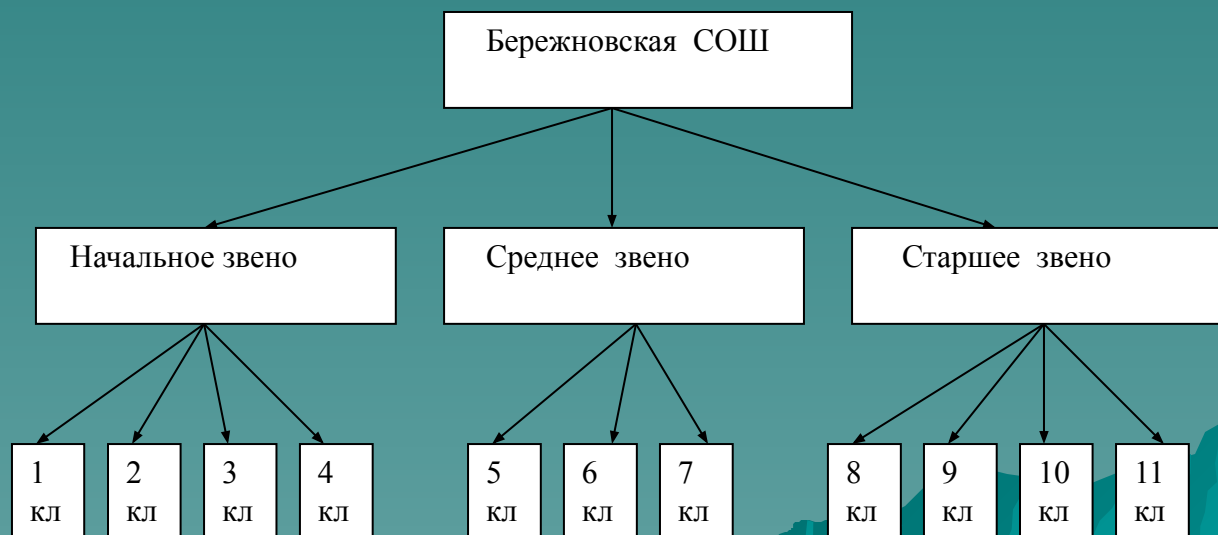 Бережновская СОШ
Начальное звено
Среднее звено
Старшее звено
1
кл
2
кл
3
кл
4
кл
5
кл
6
кл
7
кл
8
кл
9
кл
10
кл
11
кл